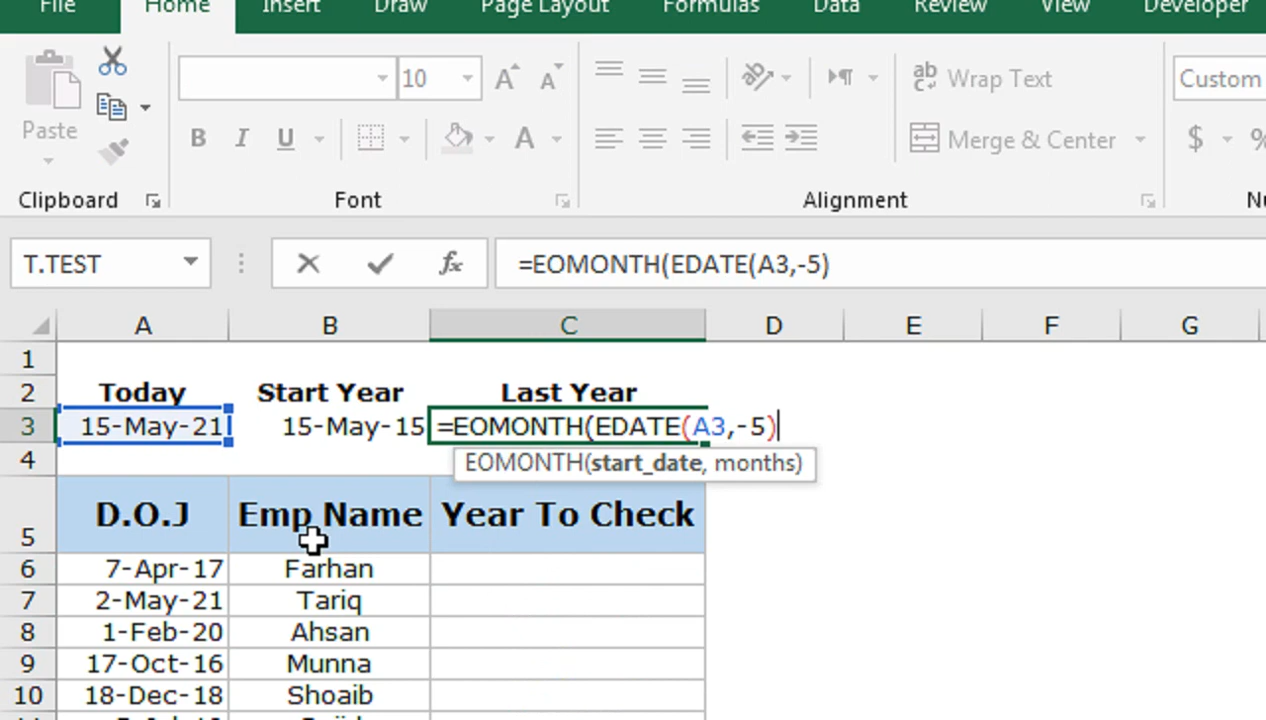 File Home Insert Draw Page Layout Formulas Data Review View Developer
10 A A ab Wrap Text Custom
Paste B I U A Merge & Center $ %
Clipboard Font Alignment
T.TEST fx =EOMONTH(EDATE(A3,-5)
A B C D E F G
1
2 Today Start Year Last Year
3 15-May-21 15-May-15 =EOMONTH(EDATE(A3,-5)
4 EOMONTH(start_date, months)
5 D.O.J Emp Name Year To Check
6 7-Apr-17 Farhan
7 2-May-21 Tariq
8 1-Feb-20 Ahsan
9 17-Oct-16 Munna
10 18-Dec-18 Shoaib